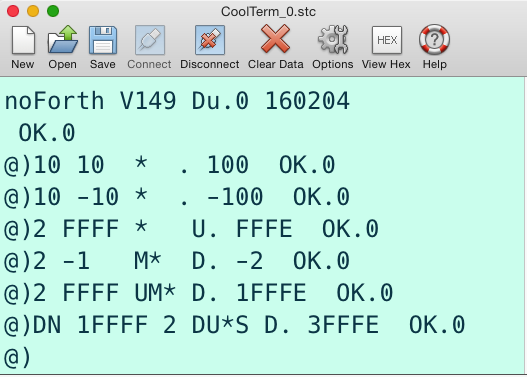 CoolTerm_0.stc
New Open Save Connect Disconnect Clear Data Options HEX View Hex Help
noForth V149 Du.0 160204
 OK.0
@)10 10  *  . 100  OK.0
@)10 -10 *  . -100  OK.0
@)2 FFFF *   U. FFFE  OK.0
@)2 -1   M*  D. -2  OK.0
@)2 FFFF UM* D. 1FFFE  OK.0
@)DN 1FFFF 2 DU*S D. 3FFFE  OK.0
@)